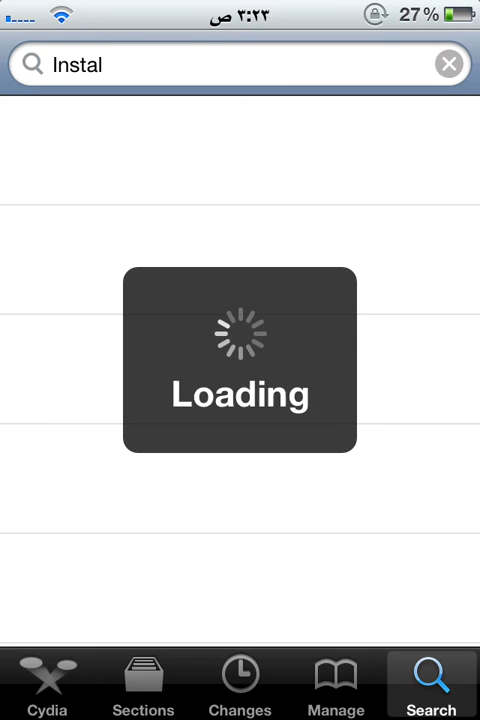 ٣:٢٣ ص 27%
Instal
Loading
Cydia Sections Changes Manage Search